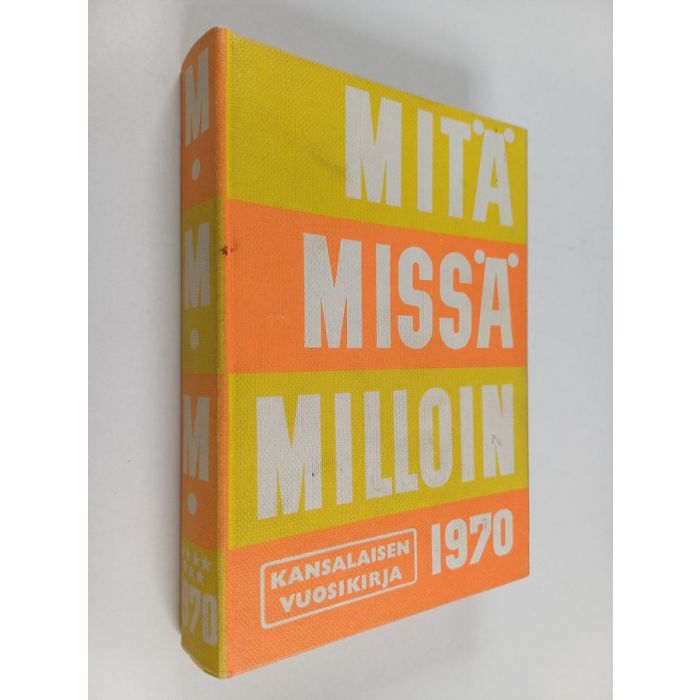 M.
M.
M.
1970
MITÄ
MISSÄ
MILLOIN
1970
KANSALAISEN
VUOSIKIRJA